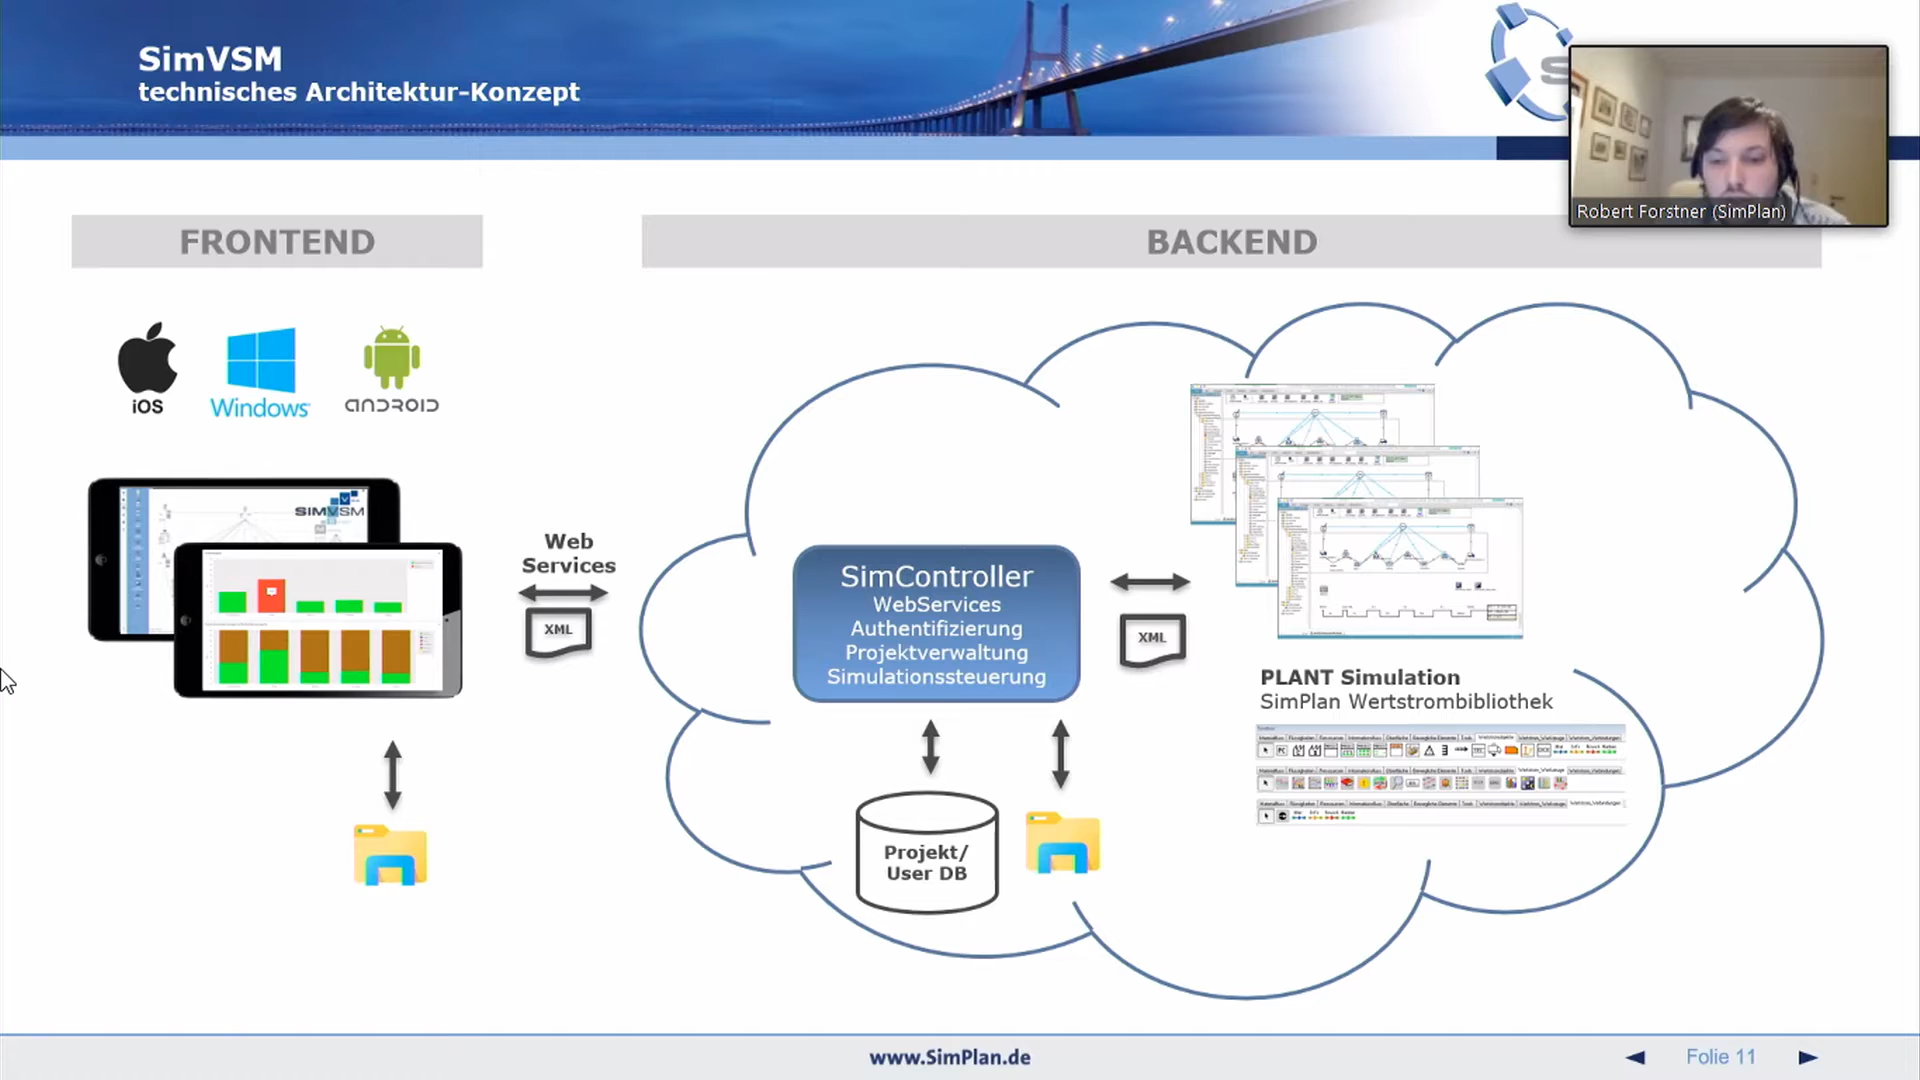 SimVSM
technisches Architektur-Konzept
Robert Forstner (SimPlan)
FRONTEND
BACKEND
iOS
Windows
ANDROID
SIMVSM
Web
Services
XML
SimController
WebServices
Authentifizierung
Projektverwaltung
Simulationssteuerung
XML
PLANT Simulation
SimPlan Wertstrombibliothek
Projekt/
User DB
www.SimPlan.de
Folie 11